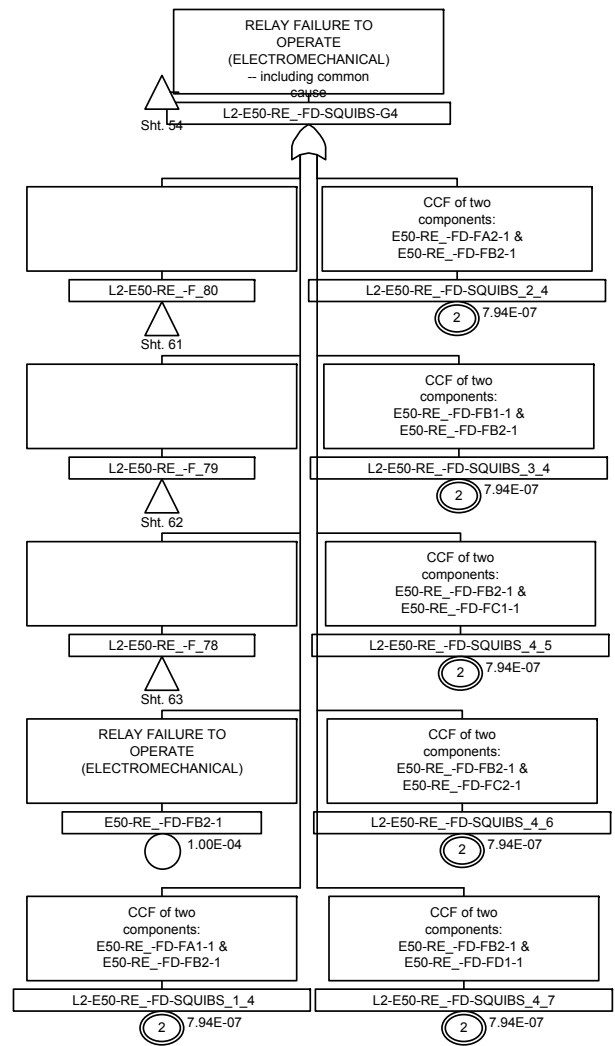 RELAY FAILURE TO
OPERATE
(ELECTROMECHANICAL)
-- including common
cause
L2-E50-RE_-FD-SQUIBS-G4
Sht. 54
L2-E50-RE_-F_80
Sht. 61
CCF of two
components:
E50-RE_-FD-FA2-1 &
E50-RE_-FD-FB2-1
L2-E50-RE_-FD-SQUIBS_2_4
2
7.94E-07
L2-E50-RE_-F_79
Sht. 62
CCF of two
components:
E50-RE_-FD-FB1-1 &
E50-RE_-FD-FB2-1
L2-E50-RE_-FD-SQUIBS_3_4
2
7.94E-07
L2-E50-RE_-F_78
Sht. 63
CCF of two
components:
E50-RE_-FD-FB2-1 &
E50-RE_-FD-FC1-1
L2-E50-RE_-FD-SQUIBS_4_5
2
7.94E-07
RELAY FAILURE TO
OPERATE
(ELECTROMECHANICAL)
E50-RE_-FD-FB2-1
1.00E-04
CCF of two
components:
E50-RE_-FD-FB2-1 &
E50-RE_-FD-FC2-1
L2-E50-RE_-FD-SQUIBS_4_6
2
7.94E-07
CCF of two
components:
E50-RE_-FD-FA1-1 &
E50-RE_-FD-FB2-1
L2-E50-RE_-FD-SQUIBS_1_4
2
7.94E-07
CCF of two
components:
E50-RE_-FD-FB2-1 &
E50-RE_-FD-FD1-1
L2-E50-RE_-FD-SQUIBS_4_7
2
7.94E-07